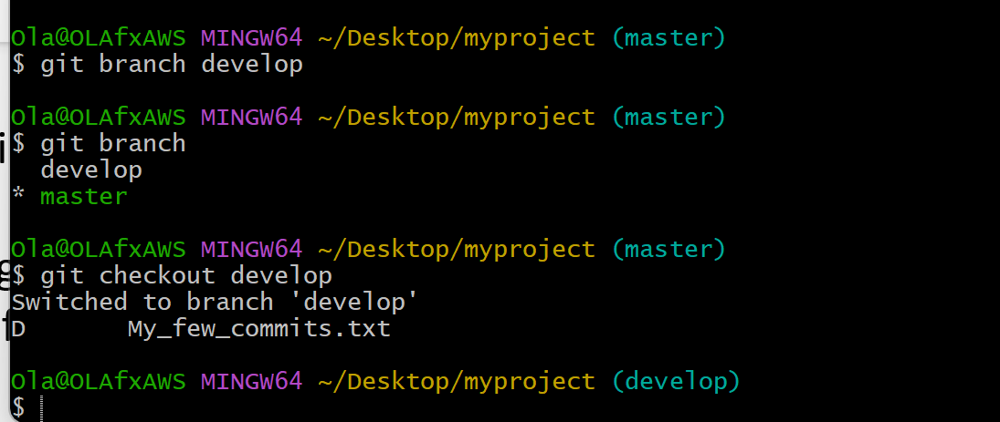 Ola@OLAfxAWS MINGW64 ~/Desktop/myproject (master)
$ git branch develop
Ola@OLAfxAWS MINGW64 ~/Desktop/myproject (master)
$ git branch
develop
* master
Ola@OLAfxAWS MINGW64 ~/Desktop/myproject (master)
$ git checkout develop
Switched to branch 'develop'
D My_few_commits.txt
Ola@OLAfxAWS MINGW64 ~/Desktop/myproject (develop)
$